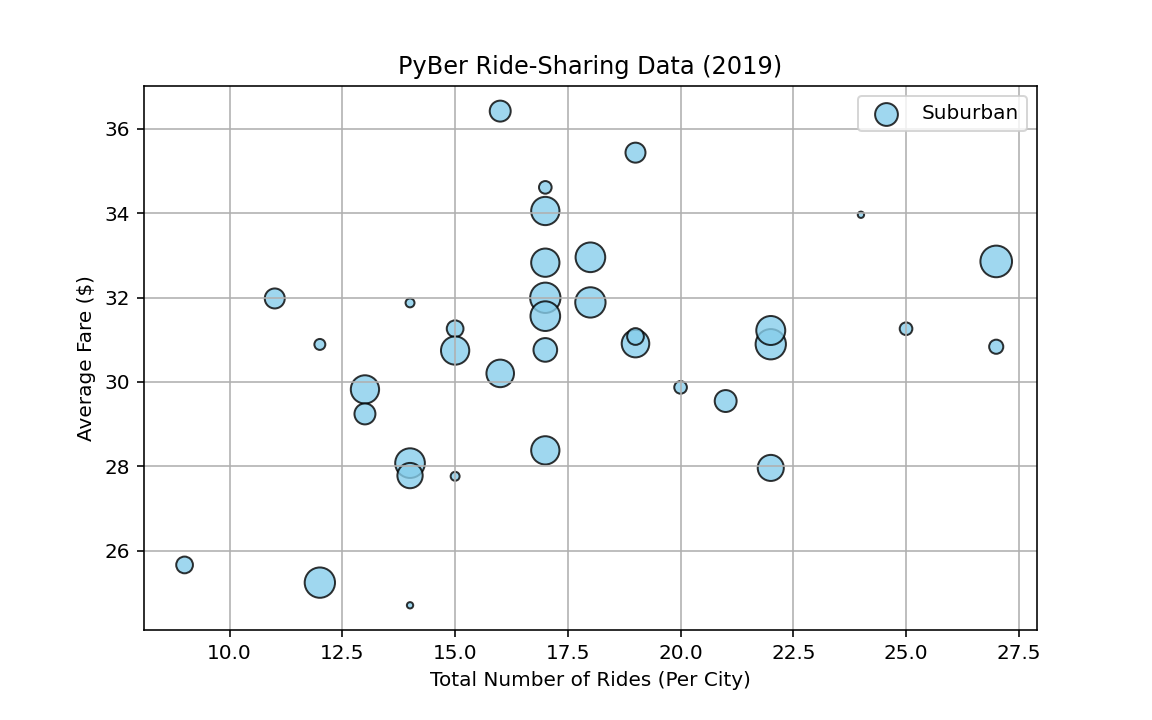 PyBer Ride-Sharing Data (2019)
Suburban
Average Fare ($)
36
34
32
30
28
26
10.0 12.5 15.0 17.5 20.0 22.5 25.0 27.5
Total Number of Rides (Per City)